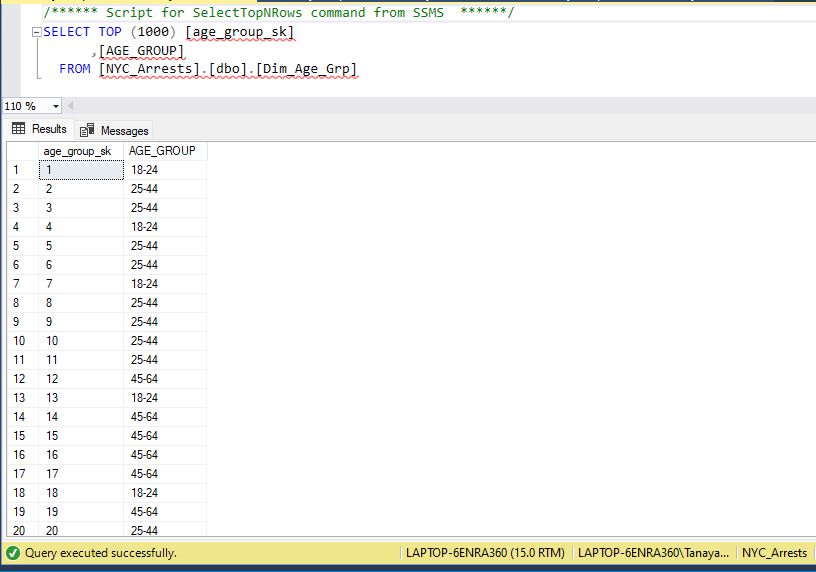 /****** Script for SelectTopNRows command from SSMS  ******/
SELECT TOP (1000) [age_group_sk]
,[AGE_GROUP]
FROM [NYC_Arrests].[dbo].[Dim_Age_Grp]
110 %
Results Messages
age_group_sk AGE_GROUP
1 1 18-24
2 2 25-44
3 3 25-44
4 4 18-24
5 5 25-44
6 6 25-44
7 7 18-24
8 8 25-44
9 9 25-44
10 10 25-44
11 11 25-44
12 12 45-64
13 13 18-24
14 14 45-64
15 15 45-64
16 16 45-64
17 17 45-64
18 18 18-24
19 19 45-64
20 20 25-44
Query executed successfully. LAPTOP-6ENRA360 (15.0 RTM) LAPTOP-6ENRA360\Tanaya... NYC_Arrests